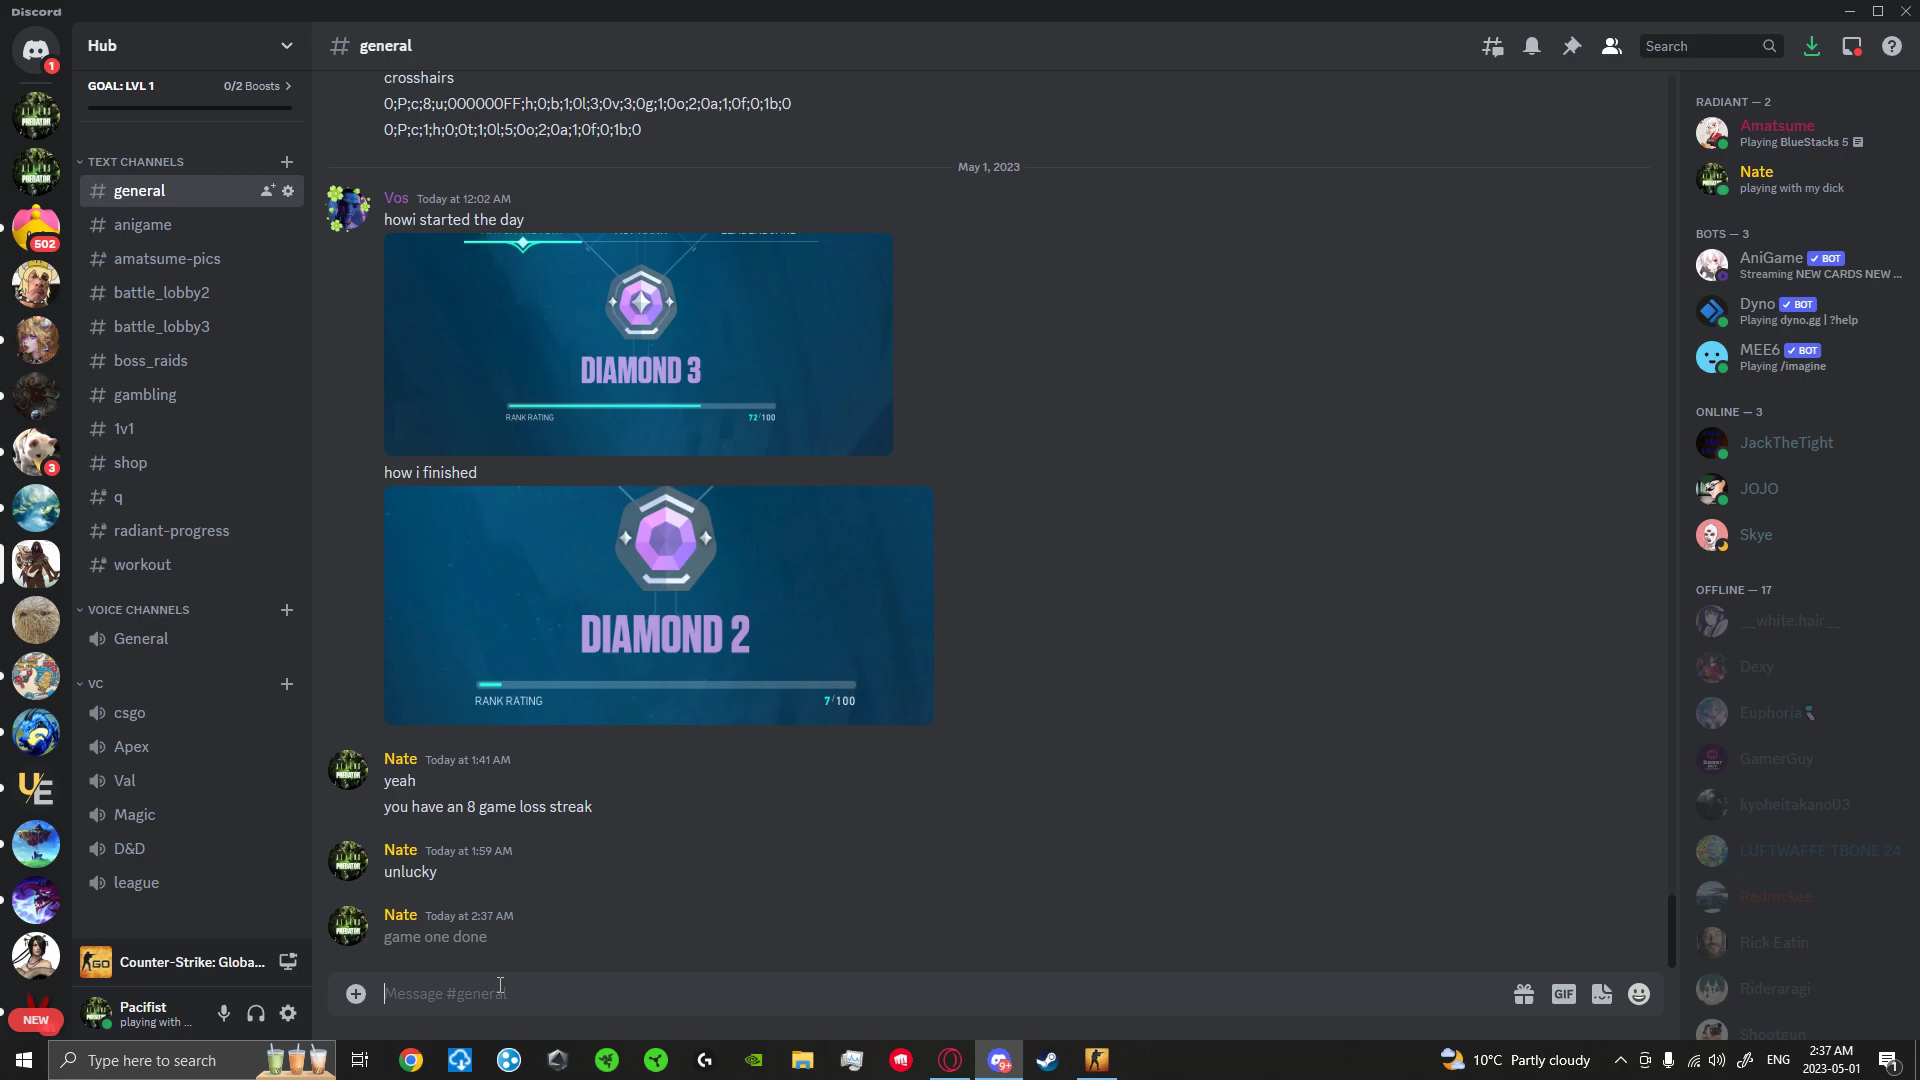 Discord
Hub
general
Search
1
GOAL: LVL 1
0/2 Boosts
TEXT CHANNELS
general
anigame
amatsume-pics
battle_lobby2
battle_lobby3
boss_raids
gambling
1v1
shop
q
radiant-progress
workout
VOICE CHANNELS
General
VC
csgo
Apex
Val
Magic
D&D
league
502
3
NEW
Counter-Strike: Globa...
Pacifist
playing with ...
crosshairs
0;P;c;8;u;000000FF;h;0;b;1;0l;3;0v;3;0g;1;0o;2;0a;1;0f;0;1b;0
0;P;c;1;h;0;0t;1;0l;5;0o;2;0a;1;0f;0;1b;0
May 1, 2023
Vos Today at 12:02 AM
howi started the day
DIAMOND 3
RANK RATING
72/100
how i finished
DIAMOND 2
RANK RATING
7/100
Nate Today at 1:41 AM
yeah
you have an 8 game loss streak
Nate Today at 1:59 AM
unlucky
Nate Today at 2:37 AM
game one done
Message #general
GIF
RADIANT — 2
Amatsume
Playing BlueStacks 5
Nate
playing with my dick
BOTS — 3
AniGame BOT
Streaming NEW CARDS NEW ...
Dyno BOT
Playing dyno.gg | ?help
MEE6 BOT
Playing /imagine
ONLINE — 3
JackTheTight
JOJO
Skye
OFFLINE — 17
__white.hair__
Dexy
Euphoria
GamerGuy
kyoheitakano03
LUFTWAFFE TBONE 24
Redmckee
Rick Eatin
Rideraragi
Shootgun
Type here to search
9+
10°C Partly cloudy
ENG
2:37 AM
2023-05-01
1